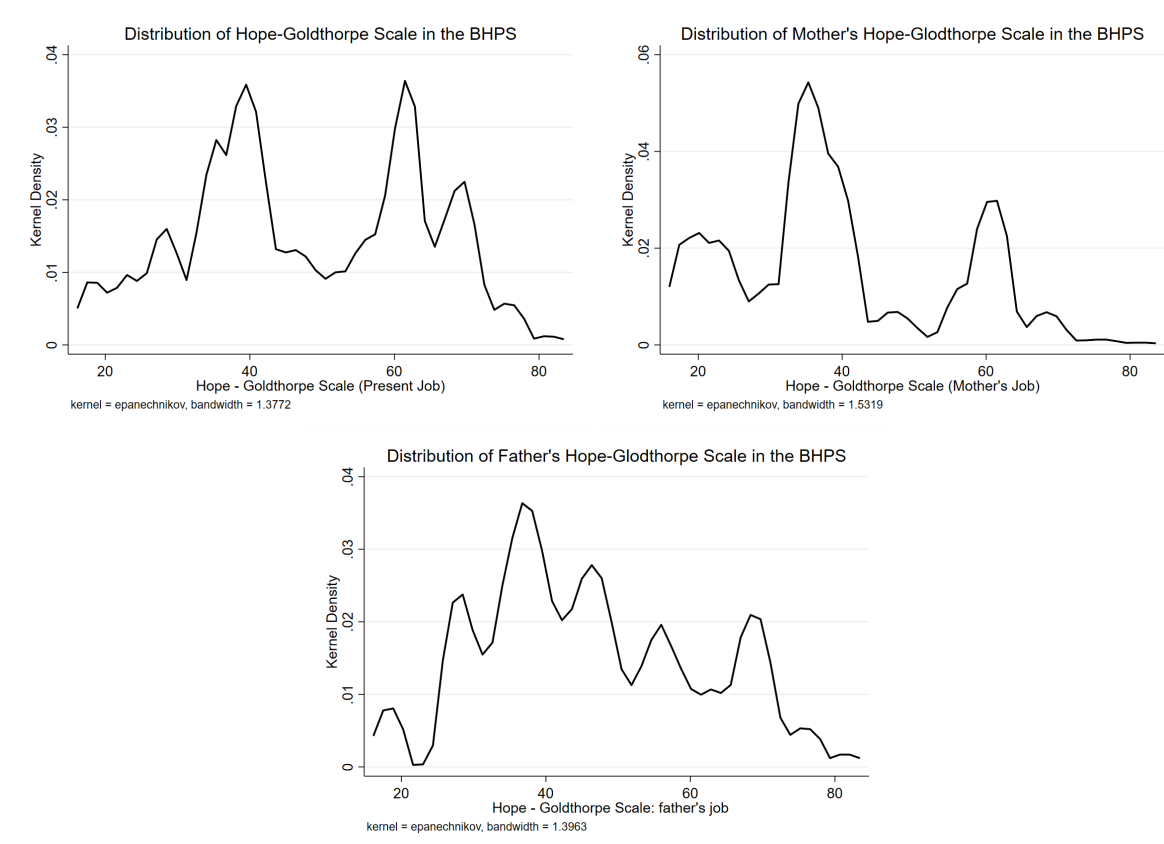 Distribution of Hope-Goldthorpe Scale in the BHPS
Kernel Density
.04
.03
.02
.01
0
20 40 60 80
Hope - Goldthorpe Scale (Present Job)
kernel = epanechnikov, bandwidth = 1.3772
Distribution of Mother's Hope-Glodthorpe Scale in the BHPS
Kernel Density
.06
.04
.02
0
20 40 60 80
Hope - Goldthorpe Scale (Mother's Job)
kernel = epanechnikov, bandwidth = 1.5319
Distribution of Father's Hope-Glodthorpe Scale in the BHPS
Kernel Density
.04
.03
.02
.01
0
20 40 60 80
Hope - Goldthorpe Scale: father's job
kernel = epanechnikov, bandwidth = 1.3963